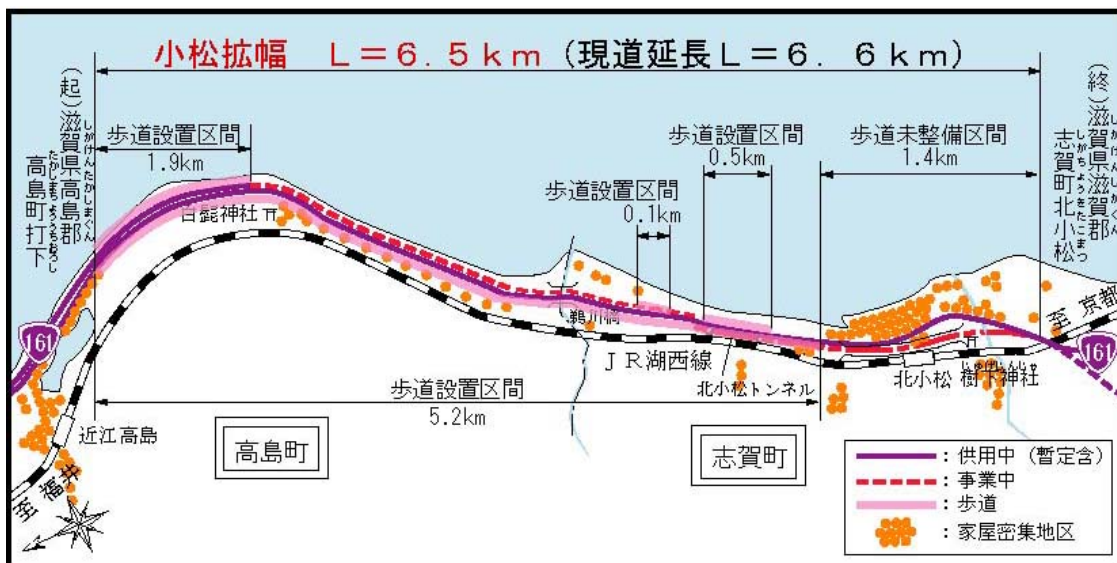 小松拡幅 L=6.5km (現道延長L=6.6km)
(起)滋賀県高島郡
しがけんたかしまぐん
高島町打下
たかしまちょううちおろし
歩道設置区間
1.9km
白髭神社
歩道設置区間
0.1km
歩道設置区間
0.5km
歩道未整備区間
1.4km
(終)滋賀県滋賀郡
しがけんしがぐん
志賀町北小松
しがちょうきたこまつ
至 京都
161
161
鵜川橋
JR湖西線
北小松トンネル
北小松
樹下神社
歩道設置区間
5.2km
近江高島
至 福井
高島町
志賀町
:供用中(暫定含)
:事業中
:歩道
:家屋密集地区